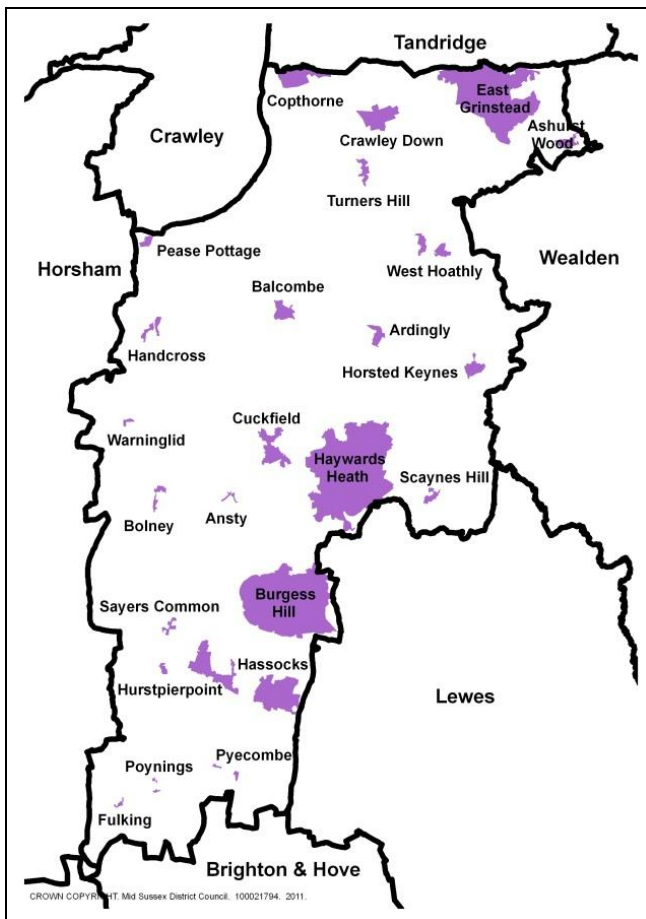 Tandridge
Copthorne
East
Grinstead
Crawley
Crawley Down
Ashurst
Wood
Turners Hill
Pease Pottage
West Hoathly
Horsham
Wealden
Balcombe
Ardingly
Handcross
Horsted Keynes
Cuckfield
Warninglid
Haywards
Heath
Scaynes Hill
Bolney
Ansty
Burgess
Hill
Sayers Common
Hassocks
Hurstpierpoint
Lewes
Pyecombe
Poynings
Fulking
Brighton & Hove
CROWN COPYRIGHT. Mid Sussex District Council. 100021794. 2011.